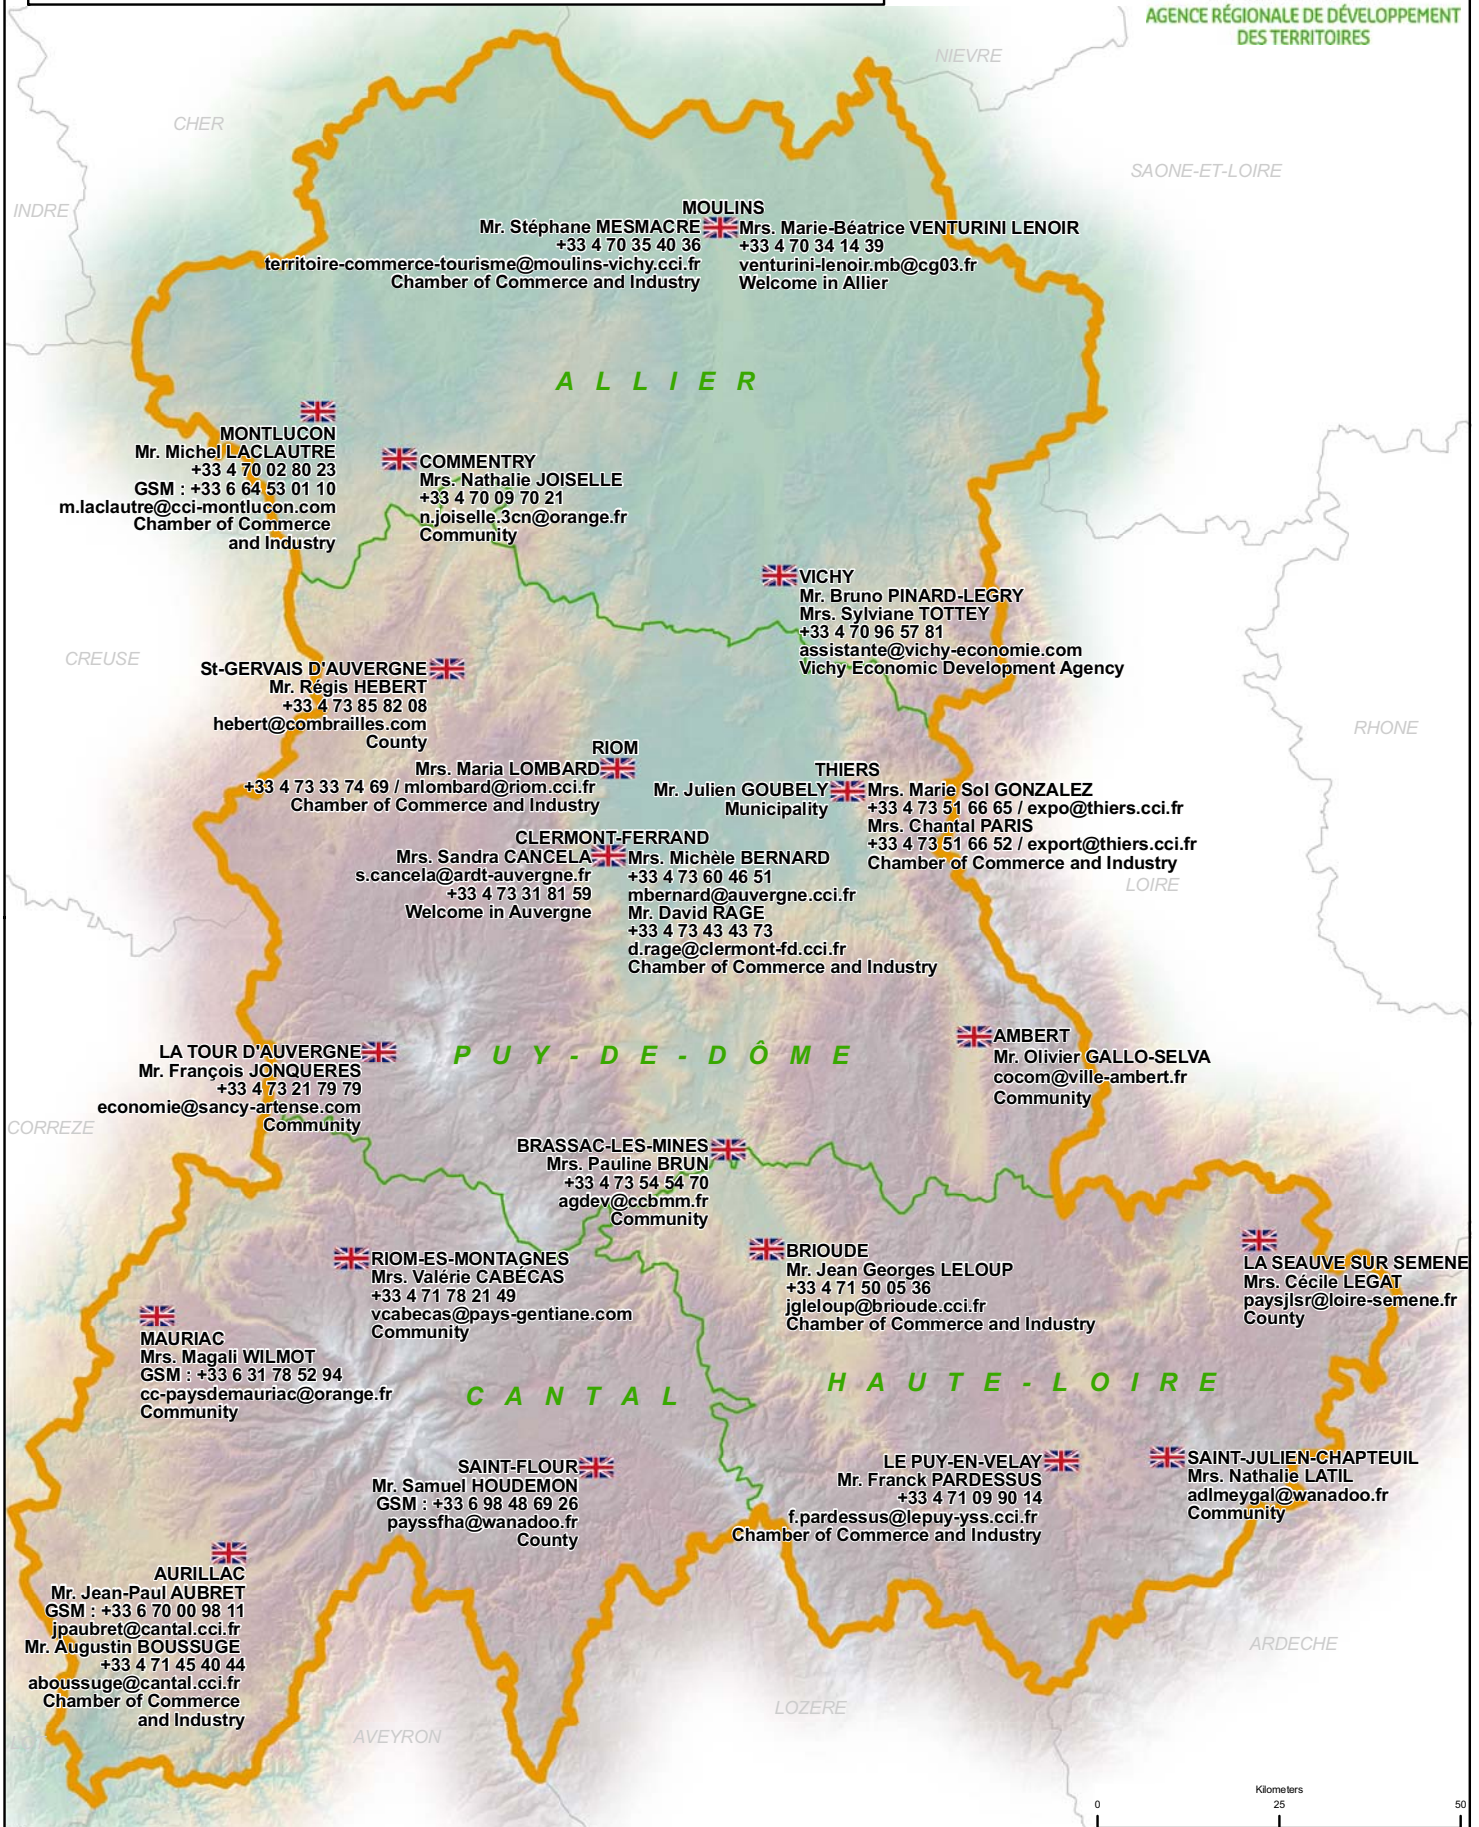 AGENCE RÉGIONALE DE DÉVELOPPEMENT
DES TERRITOIRES
NIEVRE
CHER
SAONE-ET-LOIRE
INDRE
MOULINS
Mr. Stéphane MESMACRE
+33 4 70 35 40 36
territoire-commerce-tourisme@moulins-vichy.cci.fr
Chamber of Commerce and Industry
Mrs. Marie-Béatrice VENTURINI LENOIR
+33 4 70 34 14 39
venturini-lenoir.mb@cg03.fr
Welcome in Allier
ALLIER
MONTLUCON
Mr. Michel LACLAUTRE
+33 4 70 02 80 23
GSM : +33 6 64 53 01 10
m.laclautre@cci-montlucon.com
Chamber of Commerce
and Industry
COMMENTRY
Mrs. Nathalie JOISELLE
+33 4 70 09 70 21
n.joiselle.3cn@orange.fr
Community
VICHY
Mr. Bruno PINARD-LEGRY
Mrs. Sylviane TOTTEY
+33 4 70 96 57 81
assistante@vichy-economie.com
Vichy Economic Development Agency
CREUSE
St-GERVAIS D'AUVERGNE
Mr. Régis HEBERT
+33 4 73 85 82 08
hebert@combrailles.com
County
RHONE
RIOM
Mrs. Maria LOMBARD
+33 4 73 33 74 69 / mlombard@riom.cci.fr
Chamber of Commerce and Industry
THIERS
Mr. Julien GOUBELY
Municipality
Mrs. Marie Sol GONZALEZ
+33 4 73 51 66 65 / expo@thiers.cci.fr
Mrs. Chantal PARIS
+33 4 73 51 66 52 / export@thiers.cci.fr
Chamber of Commerce and Industry
LOIRE
CLERMONT-FERRAND
Mrs. Sandra CANCELA
s.cancela@ardt-auvergne.fr
+33 4 73 31 81 59
Welcome in Auvergne
Mrs. Michèle BERNARD
+33 4 73 60 46 51
mbernard@auvergne.cci.fr
Mr. David RAGE
+33 4 73 43 43 73
d.rage@clermont-fd.cci.fr
Chamber of Commerce and Industry
LA TOUR D'AUVERGNE
Mr. François JONQUERES
+33 4 73 21 79 79
economie@sancy-artense.com
Community
PUY-DE-DÔME
AMBERT
Mr. Olivier GALLO-SELVA
cocom@ville-ambert.fr
Community
CORREZE
BRASSAC-LES-MINES
Mrs. Pauline BRUN
+33 4 73 54 54 70
agdev@ccbmm.fr
Community
RIOM-ES-MONTAGNES
Mrs. Valérie CABÉCAS
+33 4 71 78 21 49
vcabecas@pays-gentiane.com
Community
BRIOUDE
Mr. Jean Georges LELOUP
+33 4 71 50 05 36
jgleloup@brioude.cci.fr
Chamber of Commerce and Industry
LA SEAUVE SUR SEMENE
Mrs. Cécile LEGAT
paysjlsr@loire-semene.fr
County
MAURIAC
Mrs. Magali WILMOT
GSM : +33 6 31 78 52 94
cc-paysdemauriac@orange.fr
Community
CANTAL
HAUTE-LOIRE
SAINT-FLOUR
Mr. Samuel HOUDEMON
GSM : +33 6 98 48 69 26
payssfha@wanadoo.fr
County
LE PUY-EN-VELAY
Mr. Franck PARDESSUS
+33 4 71 09 90 14
f.pardessus@lepuy-yss.cci.fr
Chamber of Commerce and Industry
SAINT-JULIEN-CHAPTEUIL
Mrs. Nathalie LATIL
adlmeygal@wanadoo.fr
Community
AURILLAC
Mr. Jean-Paul AUBRET
GSM : +33 6 70 00 98 11
jpaubret@cantal.cci.fr
Mr. Augustin BOUSSUGE
+33 4 71 45 40 44
aboussuge@cantal.cci.fr
Chamber of Commerce
and Industry
ARDECHE
LOZERE
AVEYRON
Kilometers
0 25 50